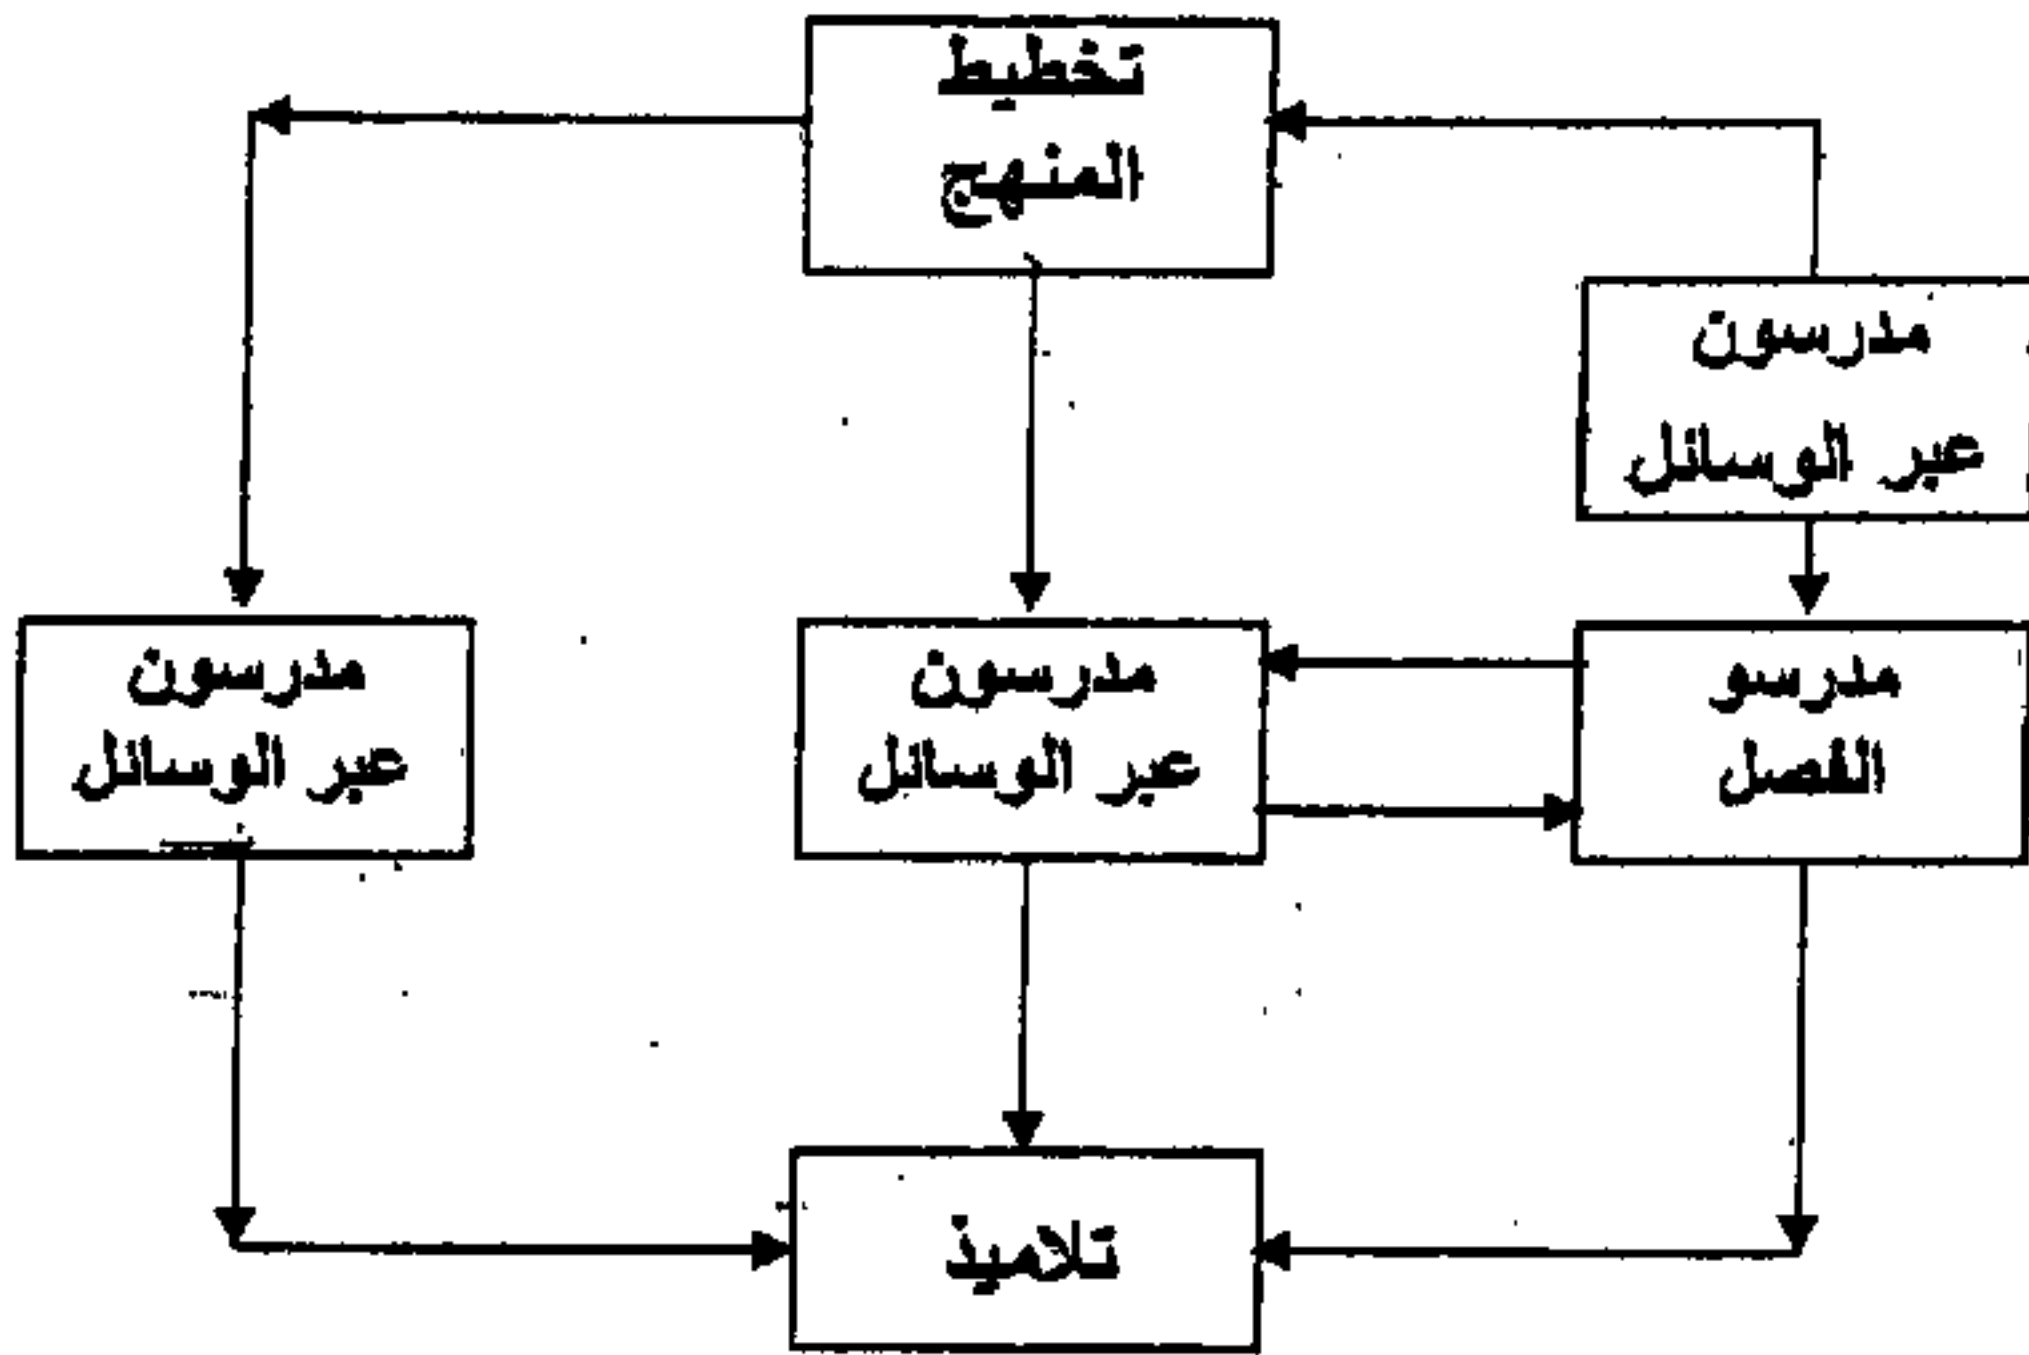 تخطيط
المنهج
مدرسون
عبر الوسائل
مدرسو
الفصل
مدرسون
عبر الوسائل
مدرسون
عبر الوسائل
تلاميذ